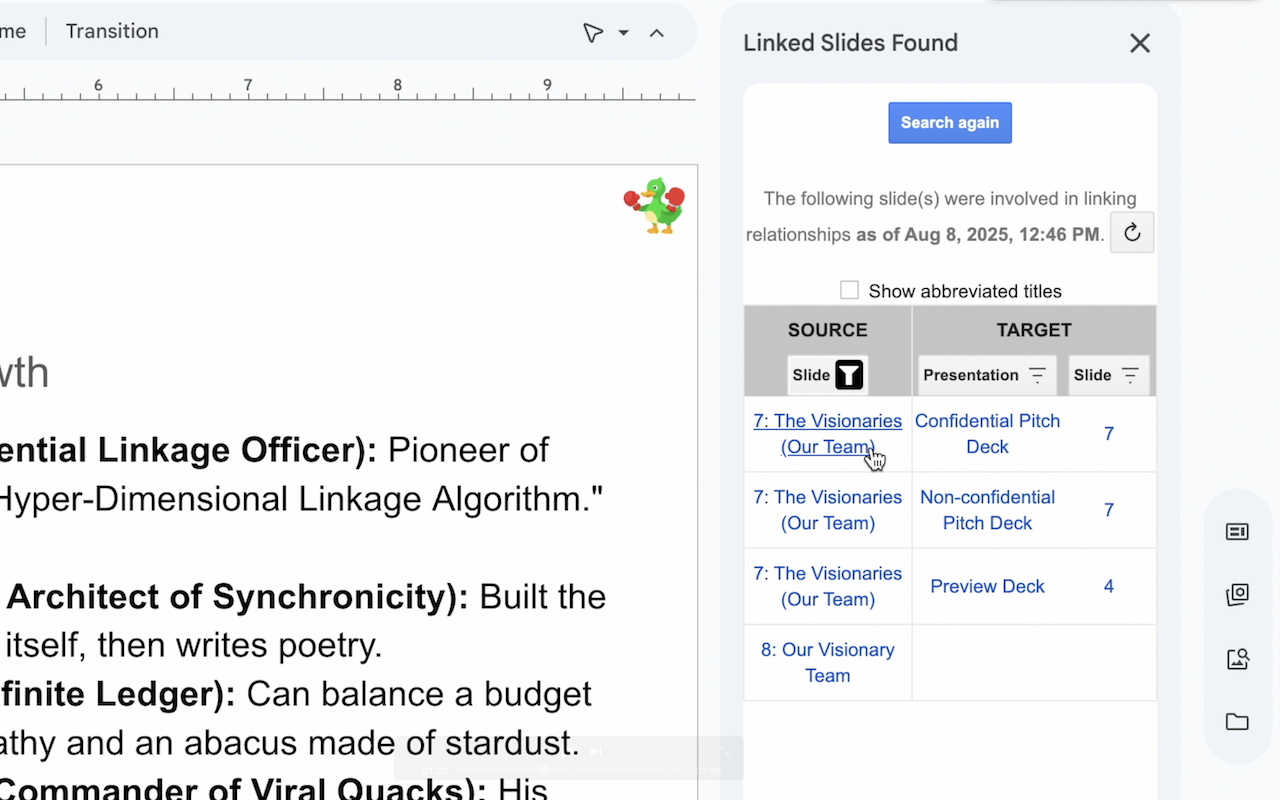 me
Transition
6 7 8 9
wth
ential Linkage Officer): Pioneer of
Hyper-Dimensional Linkage Algorithm."
Architect of Synchronicity): Built the
itself, then writes poetry.
finite Ledger): Can balance a budget
athy and an abacus made of stardust.
Commander of Viral Quacks): His
Linked Slides Found
Search again
The following slide(s) were involved in linking
relationships as of Aug 8, 2025, 12:46 PM.
Show abbreviated titles
SOURCE TARGET
Slide Presentation Slide
7: The Visionaries
(Our Team)
Confidential Pitch
Deck
7
7: The Visionaries
(Our Team)
Non-confidential
Pitch Deck
7
7: The Visionaries
(Our Team)
Preview Deck
4
8: Our Visionary
Team